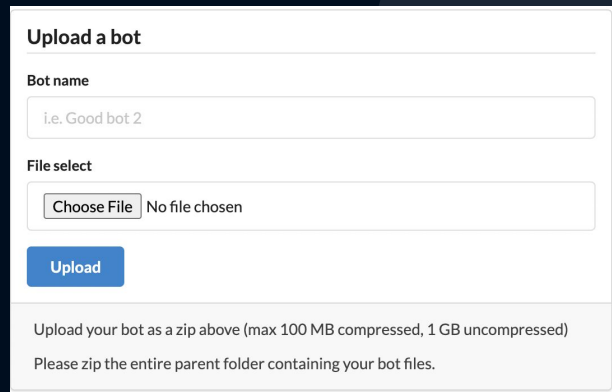 Upload a bot
Bot name
i.e. Good bot 2
File select
Choose File No file chosen
Upload
Upload your bot as a zip above (max 100 MB compressed, 1 GB uncompressed)
Please zip the entire parent folder containing your bot files.